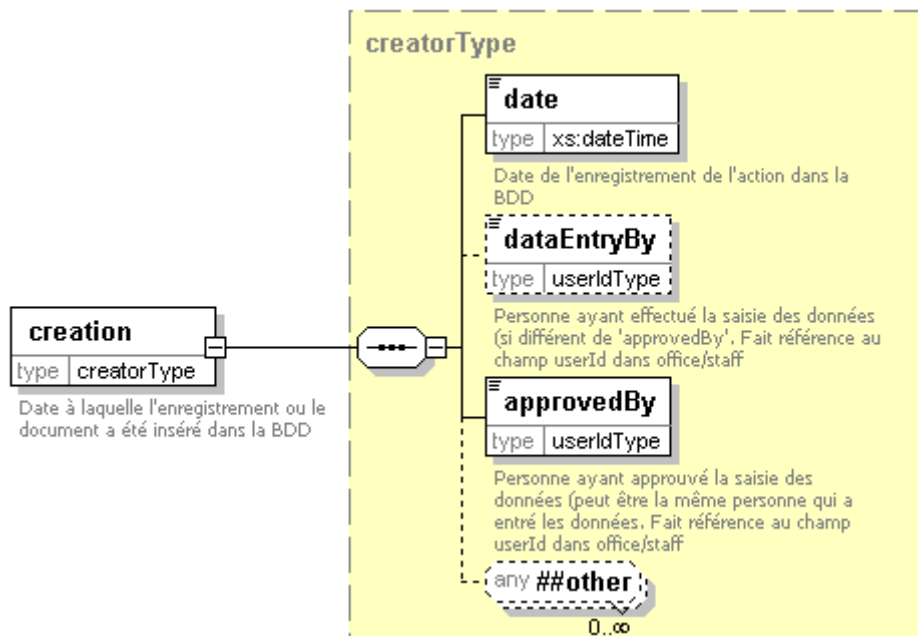 creatorType
date
type xs:dateTime
Date de l'enregistrement de l'action dans la
BDD
dataEntryBy
type userIdType
Personne ayant effectué la saisie des données
(si différent de 'approvedBy'. Fait référence au
champ userId dans office/staff
creation
type creatorType
Date à laquelle l'enregistrement ou le
document a été inséré dans la BDD
approvedBy
type userIdType
Personne ayant approuvé la saisie des
données (peut être la même personne qui a
entré les données. Fait référence au champ
userId dans office/staff
any ##other
0..∞